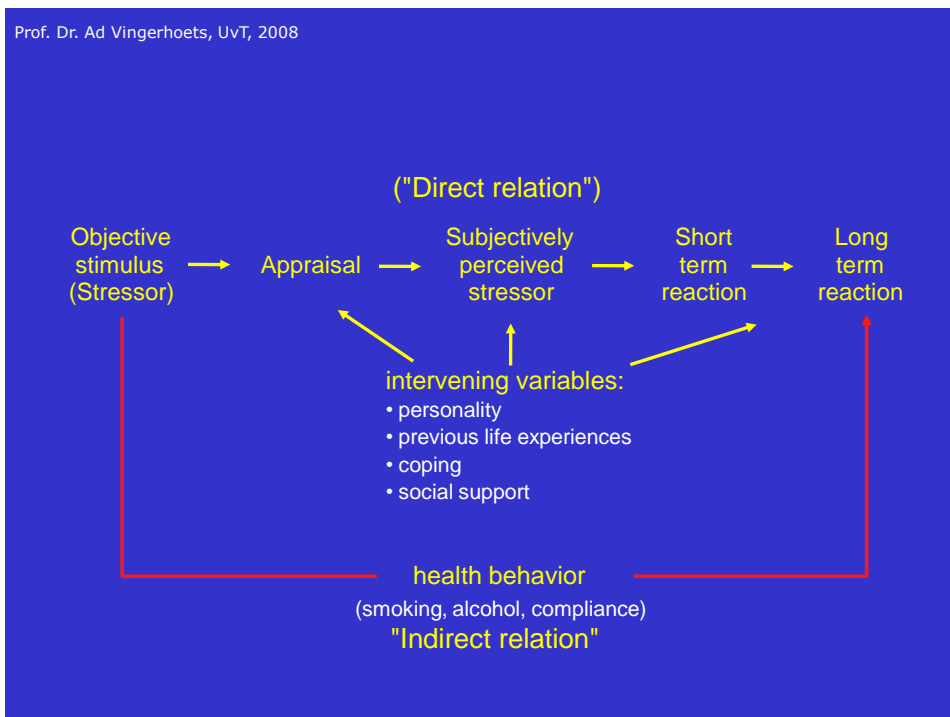 Prof. Dr. Ad Vingerhoets, UvT, 2008
("Direct relation")
Objective
stimulus
(Stressor)
Appraisal
Subjectively
perceived
stressor
Short
term
reaction
Long
term
reaction
intervening variables:
• personality
• previous life experiences
• coping
• social support
health behavior
(smoking, alcohol, compliance)
"Indirect relation"